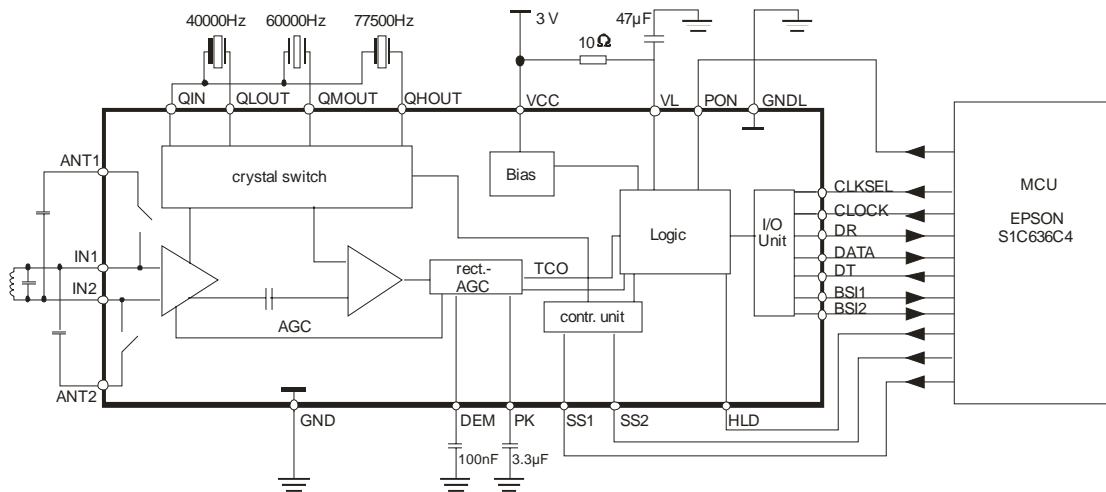 40000Hz 60000Hz 77500Hz
3 V
47µF
10Ω
QIN QLOUT QMOUT QHOUT
VCC
VL
PON
GNDL
ANT1
crystal switch
Bias
Logic
I/O
Unit
CLKSEL
CLOCK
DR
DATA
DT
BSI1
BSI2
MCU
EPSON
S1C636C4
IN1
IN2
rect.-
AGC
TCO
contr. unit
AGC
ANT2
GND
DEM
PK
SS1
SS2
HLD
100nF
3.3µF